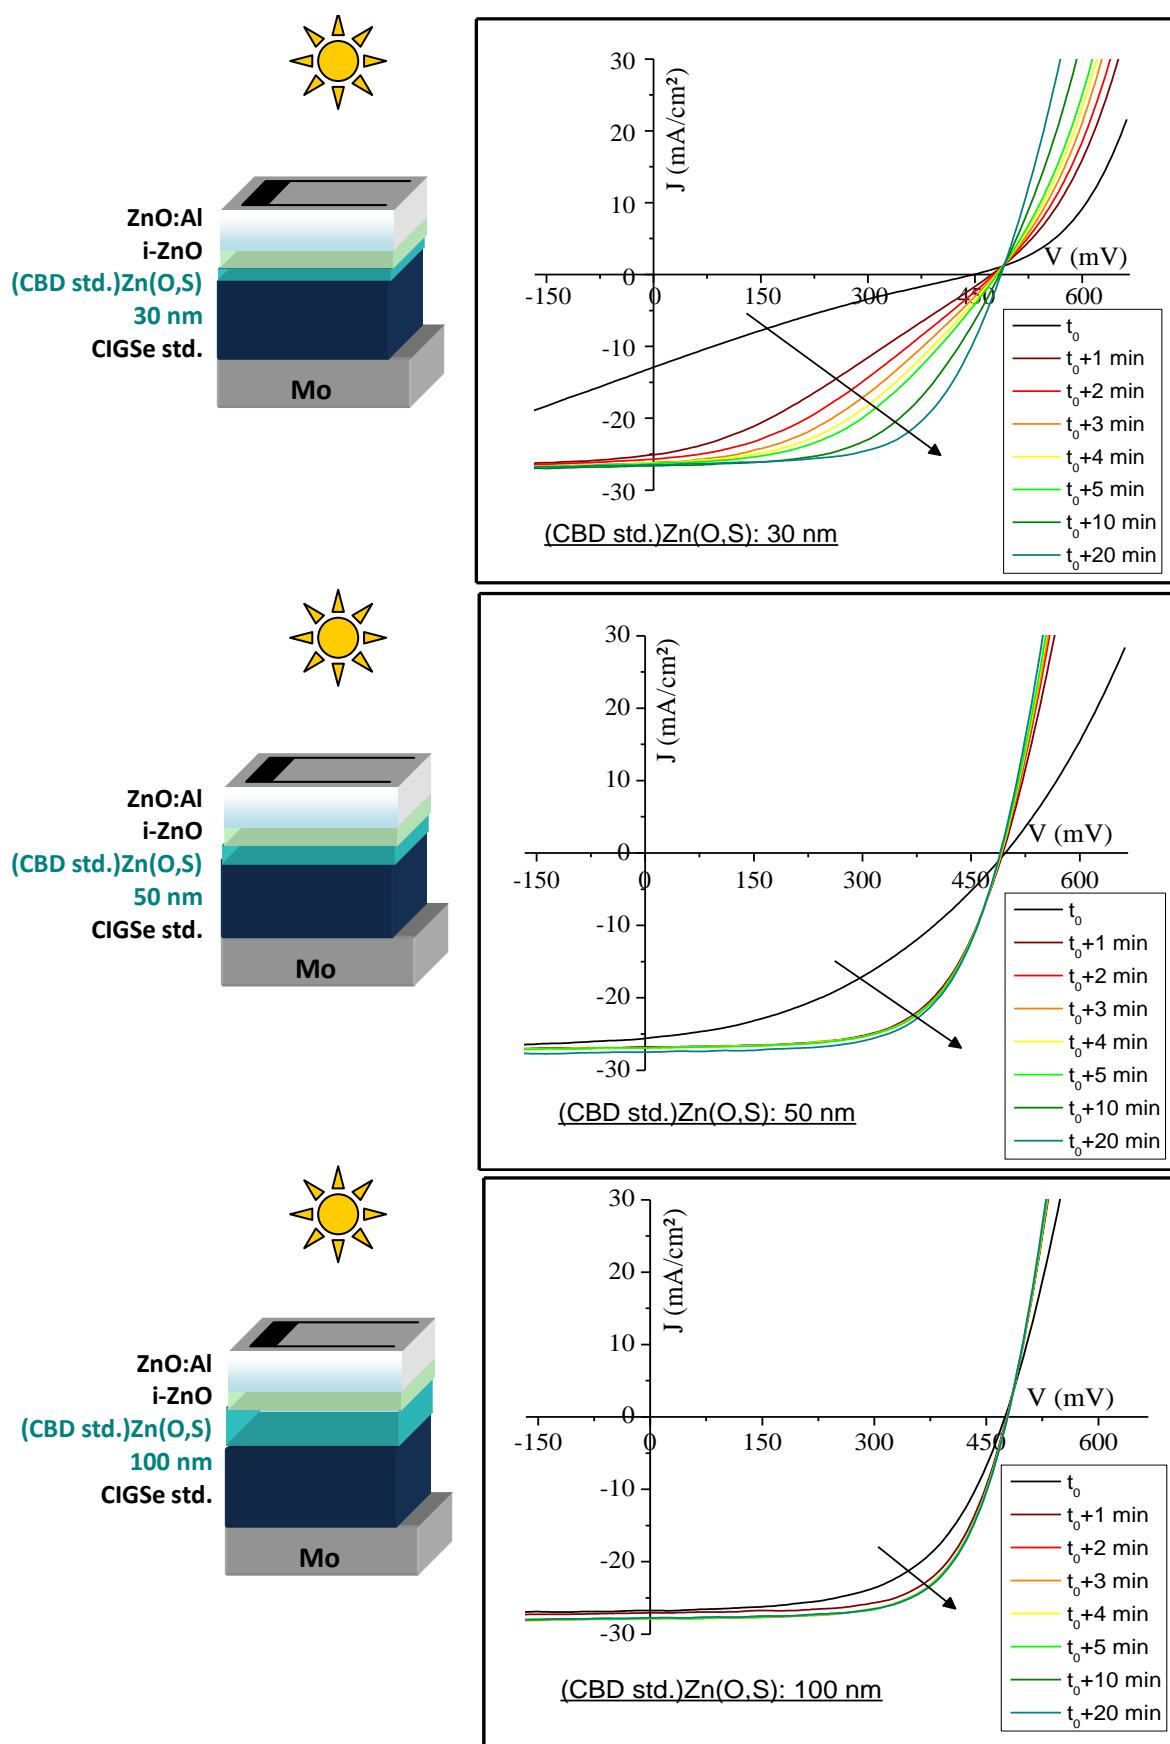 ZnO:Al
i-ZnO
(CBD std.)Zn(O,S)
30 nm
CIGSe std.
Mo
J (mA/cm²)
V (mV)
30
20
10
0
-10
-20
-30
-150
0
150
300
450
600
t0
t0+1 min
t0+2 min
t0+3 min
t0+4 min
t0+5 min
t0+10 min
t0+20 min
(CBD std.)Zn(O,S): 30 nm
ZnO:Al
i-ZnO
(CBD std.)Zn(O,S)
50 nm
CIGSe std.
Mo
J (mA/cm²)
V (mV)
30
20
10
0
-10
-20
-30
-150
0
150
300
450
600
t0
t0+1 min
t0+2 min
t0+3 min
t0+4 min
t0+5 min
t0+10 min
t0+20 min
(CBD std.)Zn(O,S): 50 nm
ZnO:Al
i-ZnO
(CBD std.)Zn(O,S)
100 nm
CIGSe std.
Mo
J (mA/cm²)
V (mV)
30
20
10
0
-10
-20
-30
-150
0
150
300
450
600
t0
t0+1 min
t0+2 min
t0+3 min
t0+4 min
t0+5 min
t0+10 min
t0+20 min
(CBD std.)Zn(O,S): 100 nm